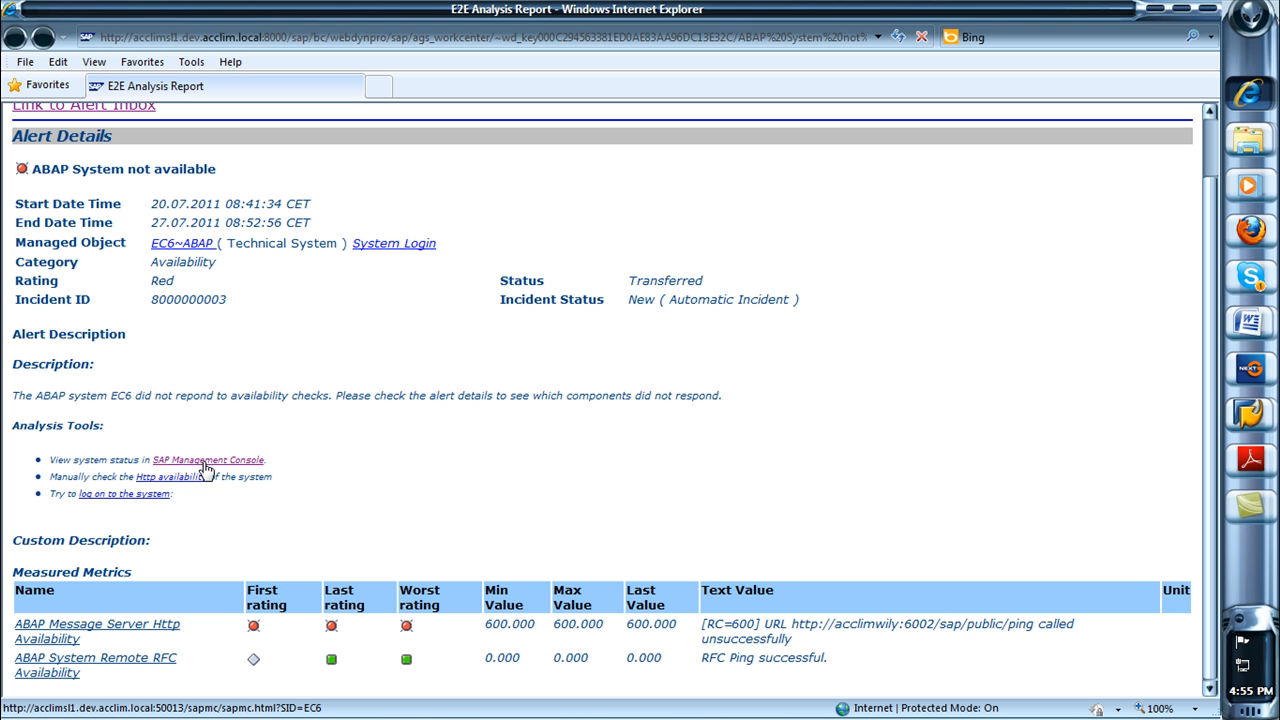 E2E Analysis Report - Windows Internet Explorer
http://acclimsl1.dev.acclim.local:8000/sap/bc/webdynpro/sap/ags_workcenter/~wd_key000C294563381ED0AE83AA96DC13E32C/ABAP%20System%20not%
Bing
File Edit View Favorites Tools Help
Favorites E2E Analysis Report
Link to Alert Inbox
Alert Details
ABAP System not available
Start Date Time 20.07.2011 08:41:34 CET
End Date Time 27.07.2011 08:52:56 CET
Managed Object EC6~ABAP ( Technical System ) System Login
Category Availability
Rating Red Status Transferred
Incident ID 8000000003 Incident Status New ( Automatic Incident )
Alert Description
Description:
The ABAP system EC6 did not repond to availability checks. Please check the alert details to see which components did not respond.
Analysis Tools:
View system status in SAP Management Console.
Manually check the Http availability of the system
Try to log on to the system:
Custom Description:
Measured Metrics
Name First rating Last rating Worst rating Min Value Max Value Last Value Text Value Unit
ABAP Message Server Http Availability 600.000 600.000 600.000 [RC=600] URL http://acclimwily:6002/sap/public/ping called unsuccessfully
ABAP System Remote RFC Availability 0.000 0.000 0.000 RFC Ping successful.
http://acclimsl1.dev.acclim.local:50013/sapmc/sapmc.html?SID=EC6
Internet | Protected Mode: On
100%
4:55 PM